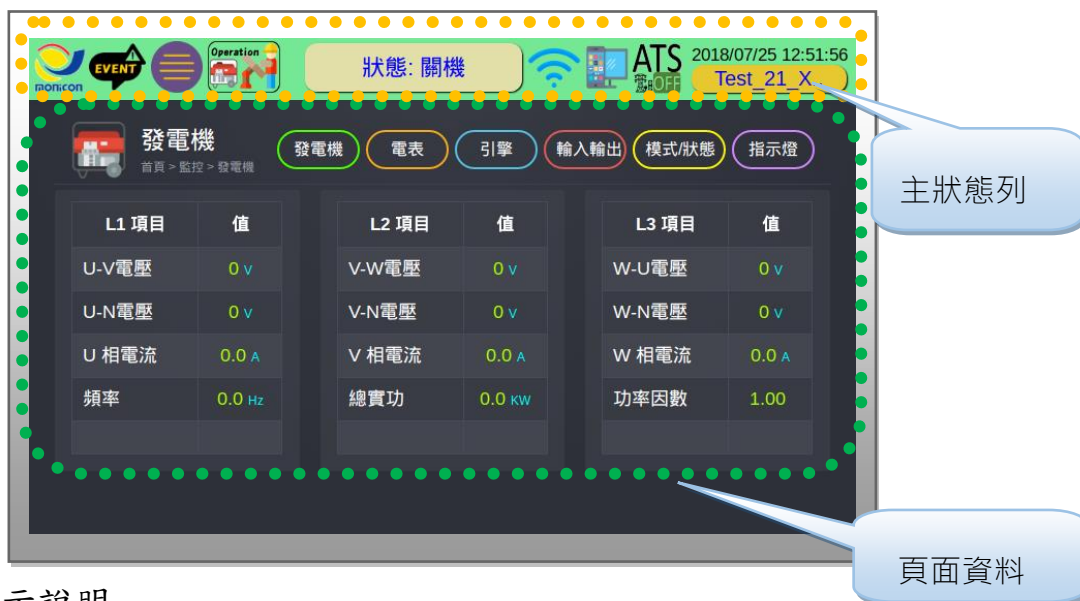 monicon EVENT Operation 狀態: 關機 ATS OFF 2018/07/25 12:51:56
Test_21_X
主狀態列
發電機
首頁 > 監控 > 發電機
發電機 電表 引擎 輸入輸出 模式/狀態 指示燈
L1 項目 值 L2 項目 值 L3 項目 值
U-V電壓 0 V V-W電壓 0 V W-U電壓 0 V
U-N電壓 0 V V-N電壓 0 V W-N電壓 0 V
U 相電流 0.0 A V 相電流 0.0 A W 相電流 0.0 A
頻率 0.0 Hz 總實功 0.0 KW 功率因數 1.00
頁面資料
示說明